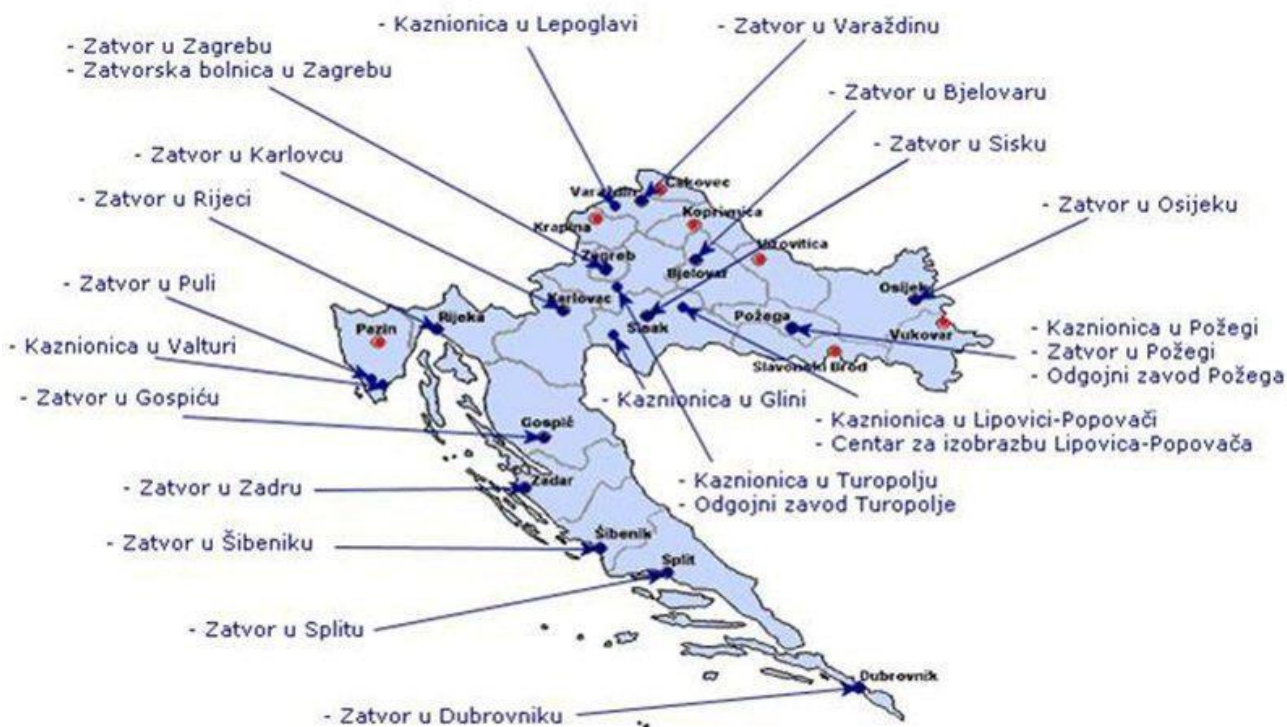 - Kaznionica u Lepoglavi
- Zatvor u Varaždinu
- Zatvor u Zagrebu
- Zatvorska bolnica u Zagrebu
- Zatvor u Bjelovaru
- Zatvor u Karlovcu
- Zatvor u Sisku
- Zatvor u Rijeci
- Zatvor u Osijeku
- Zatvor u Puli
- Kaznionica u Valturi
- Zatvor u Gospiću
- Kaznionica u Požegi
- Zatvor u Požegi
- Odgojni zavod Požega
- Kaznionica u Glini
- Kaznionica u Lipovici-Popovači
- Centar za izobrazbu Lipovica-Popovača
- Kaznionica u Turopolju
- Odgojni zavod Turopolje
- Zatvor u Zadru
- Zatvor u Šibeniku
- Zatvor u Splitu
- Zatvor u Dubrovniku
Čakovec
Varaždin
Krapina
Koprivnica
Virovitica
Zagreb
Bjelovar
Osijek
Karlovac
Sisak
Požega
Vukovar
Rijeka
Pazin
Slavonski Brod
Gospić
Zadar
Šibenik
Split
Dubrovnik